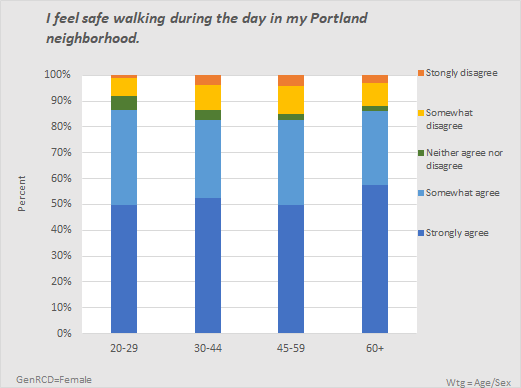 I feel safe walking during the day in my Portland
neighborhood.
100%
90%
80%
70%
60%
50%
40%
30%
20%
10%
0%
Percent
20-29
30-44
45-59
60+
Stongly disagree
Somewhat
disagree
Neither agree nor
disagree
Somewhat agree
Strongly agree
GenRCD=Female
Wtg = Age/Sex